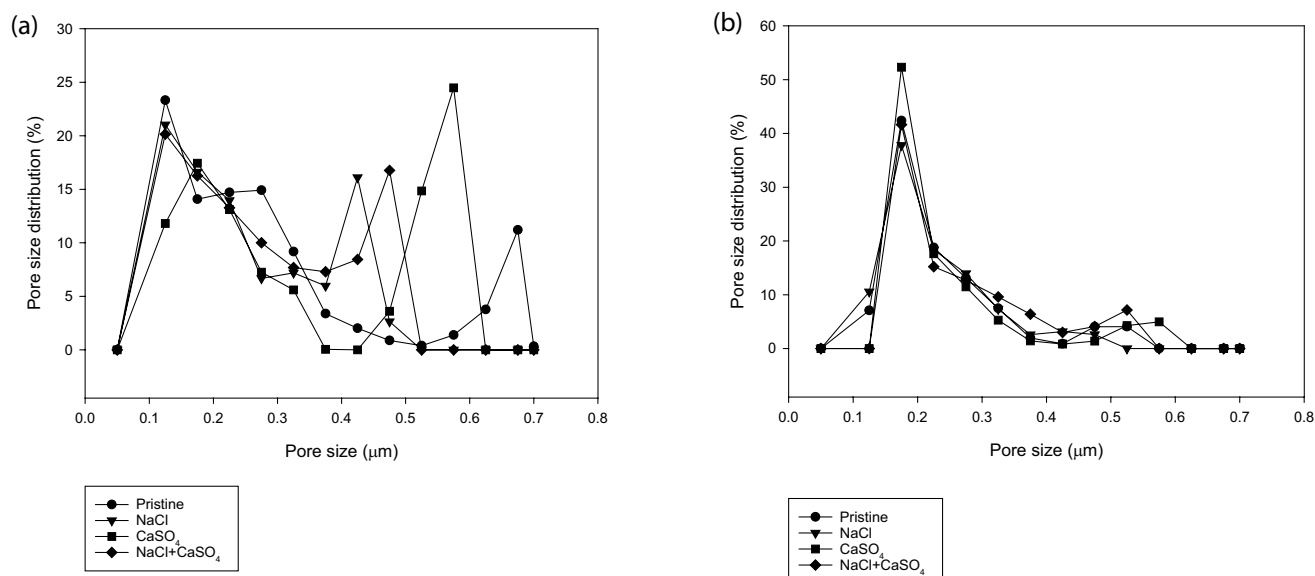 (a)
30
25
20
15
10
5
0
Pore size distribution (%)
0.0 0.1 0.2 0.3 0.4 0.5 0.6 0.7 0.8
Pore size (μm)
Pristine
NaCl
CaSO₄
NaCl+CaSO₄
(b)
60
50
40
30
20
10
0
Pore size distribution (%)
0.0 0.1 0.2 0.3 0.4 0.5 0.6 0.7 0.8
Pore size (μm)
Pristine
NaCl
CaSO₄
NaCl+CaSO₄